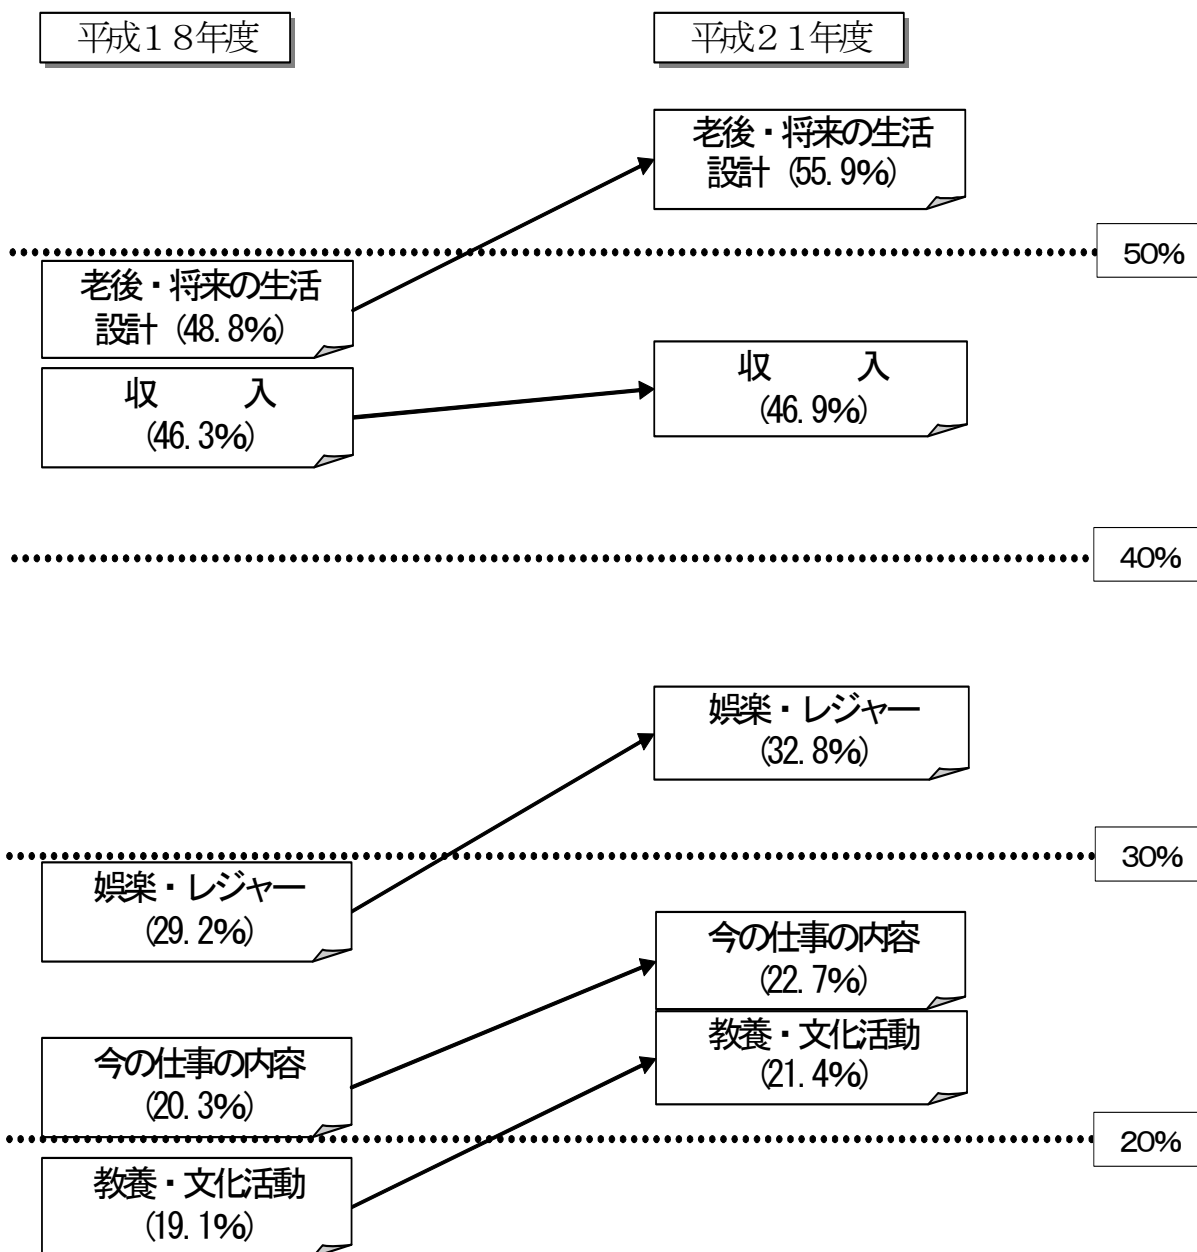 平成１８年度
平成２１年度
老後・将来の生活
設計 (55.9%)
50%
老後・将来の生活
設計 (48.8%)
収　　入
(46.3%)
収　　入
(46.9%)
40%
娯楽・レジャー
(32.8%)
30%
娯楽・レジャー
(29.2%)
今の仕事の内容
(22.7%)
教養・文化活動
(21.4%)
今の仕事の内容
(20.3%)
20%
教養・文化活動
(19.1%)